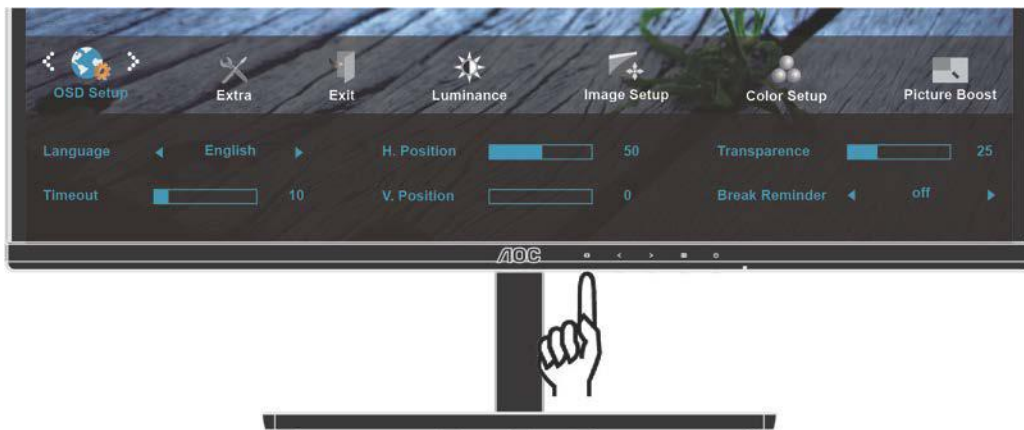 OSD Setup Extra Exit Luminance Image Setup Color Setup Picture Boost
Language English H. Position 50 Transparence 25
Timeout 10 V. Position 0 Break Reminder off
AOC